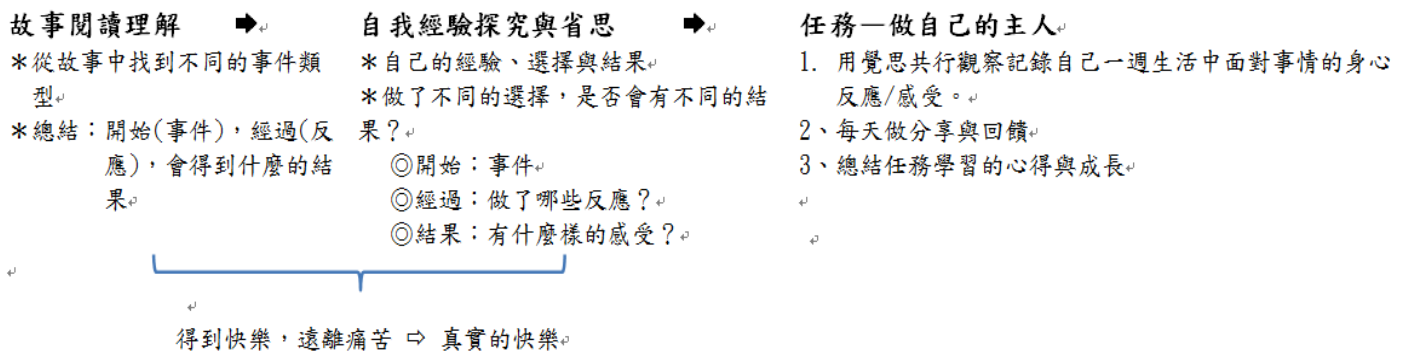 故事閱讀理解 ➡
＊從故事中找到不同的事件類
型
＊總結：開始(事件)，經過(反
應)，會得到什麼的結
果
自我經驗探究與省思 ➡
＊自己的經驗、選擇與結果
＊做了不同的選擇，是否會有不同的結
果？
◎開始：事件
◎經過：做了哪些反應？
◎結果：有什麼樣的感受？
任務—做自己的主人
1. 用覺思共行觀察記錄自己一週生活中面對事情的身心
反應/感受。
2、每天做分享與回饋
3、總結任務學習的心得與成長
得到快樂，遠離痛苦 ⇨ 真實的快樂